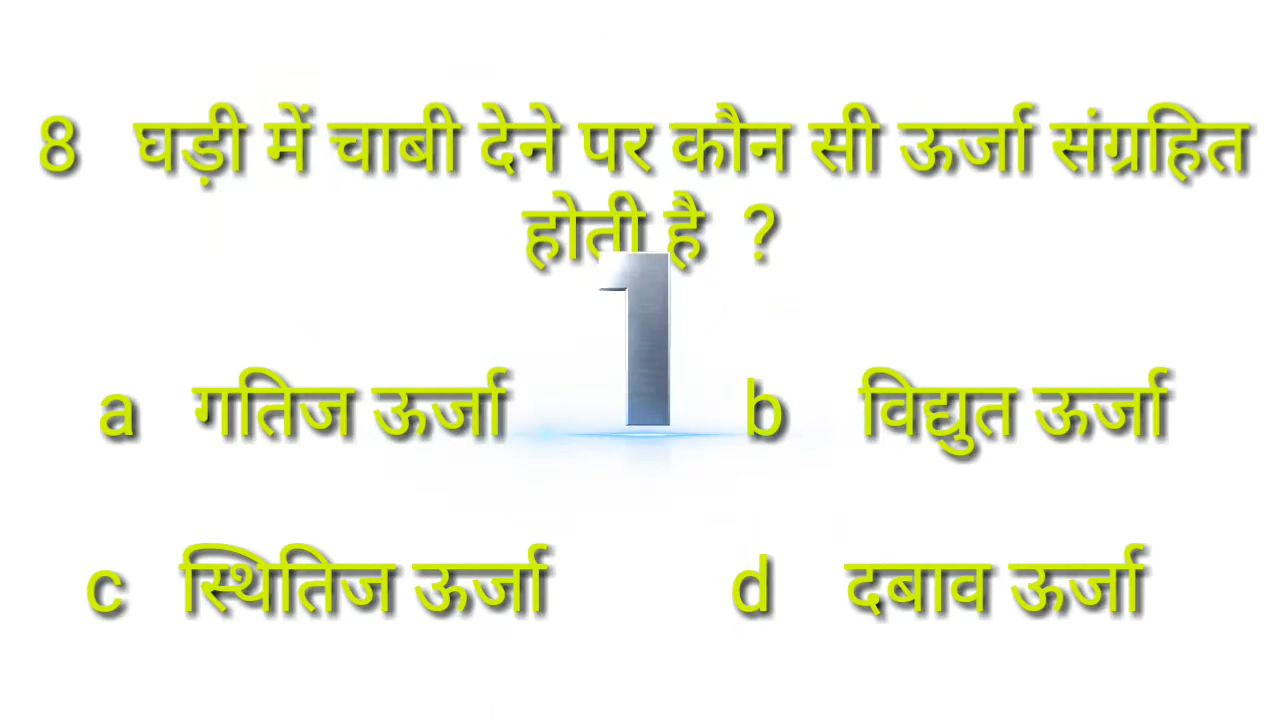 8 घड़ी में चाबी देने पर कौन सी ऊर्जा संग्रहित
होती है ?
1
a गतिज ऊर्जा b विद्युत ऊर्जा
c स्थितिज ऊर्जा d दबाव ऊर्जा